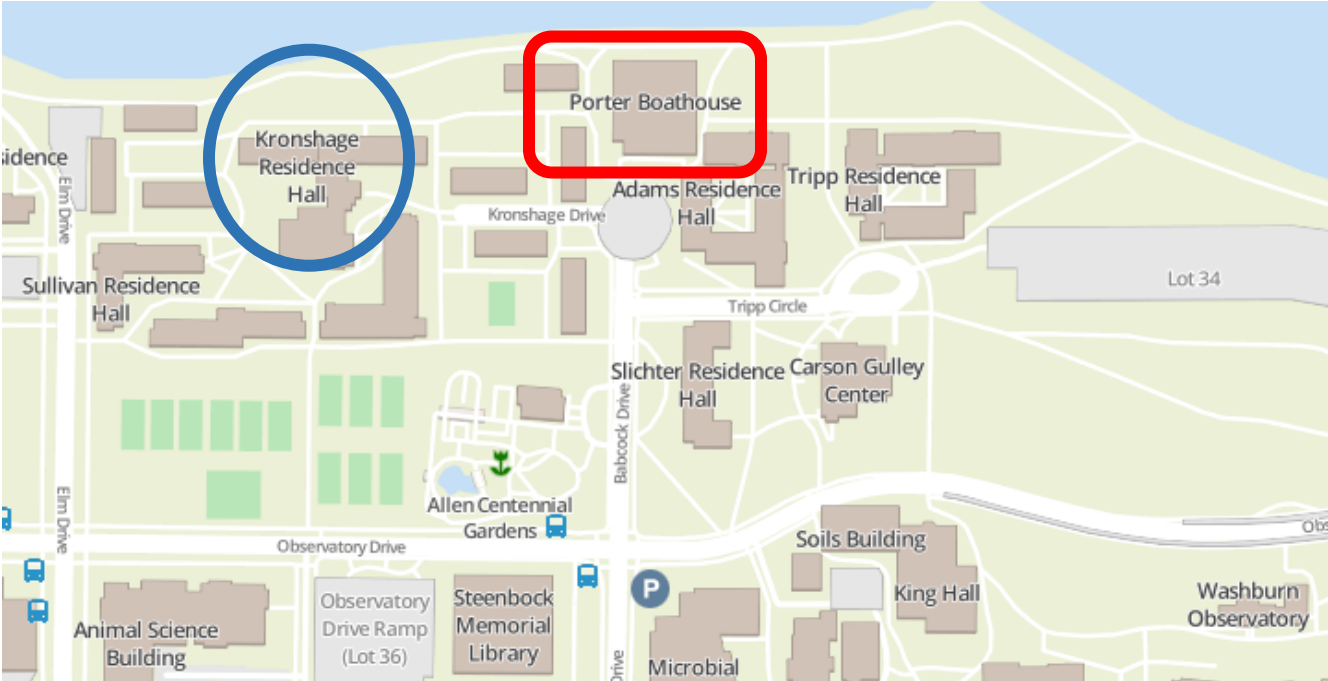 Porter Boathouse
Kronshage
Residence
Hall
sidence
Elm Drive
Adams Residence
Hall
Tripp Residence
Hall
Kronshage Drive
Sullivan Residence
Hall
Lot 34
Tripp Circle
Slichter Residence
Hall
Carson Gulley
Center
Babcock Drive
Allen Centennial
Gardens
Elm Drive
Observatory Drive
Obs
Soils Building
P
King Hall
Washburn
Observatory
Observatory
Drive Ramp
(Lot 36)
Steenbock
Memorial
Library
Animal Science
Building
Drive
Microbial